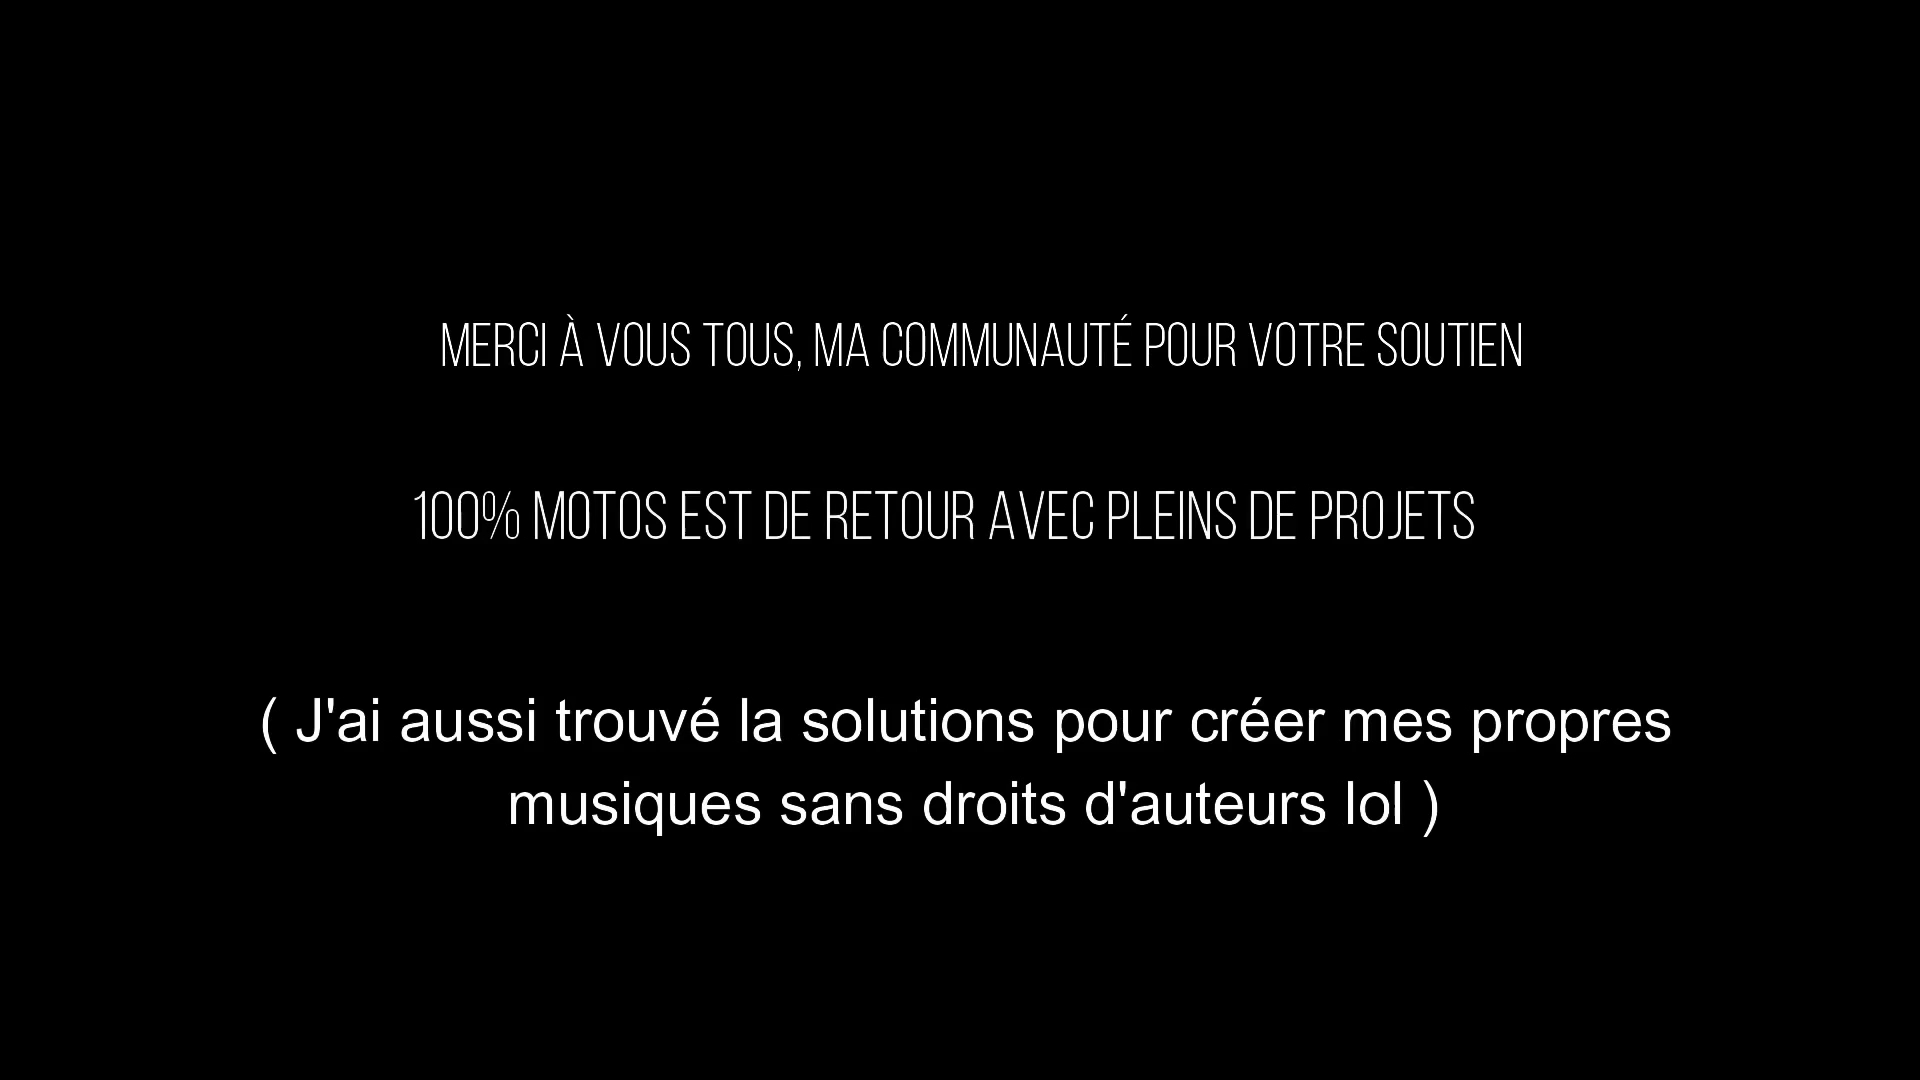 MERCI À VOUS TOUS, MA COMMUNAUTÉ POUR VOTRE SOUTIEN
100% MOTOS EST DE RETOUR AVEC PLEINS DE PROJETS
( J'ai aussi trouvé la solutions pour créer mes propres
musiques sans droits d'auteurs lol )